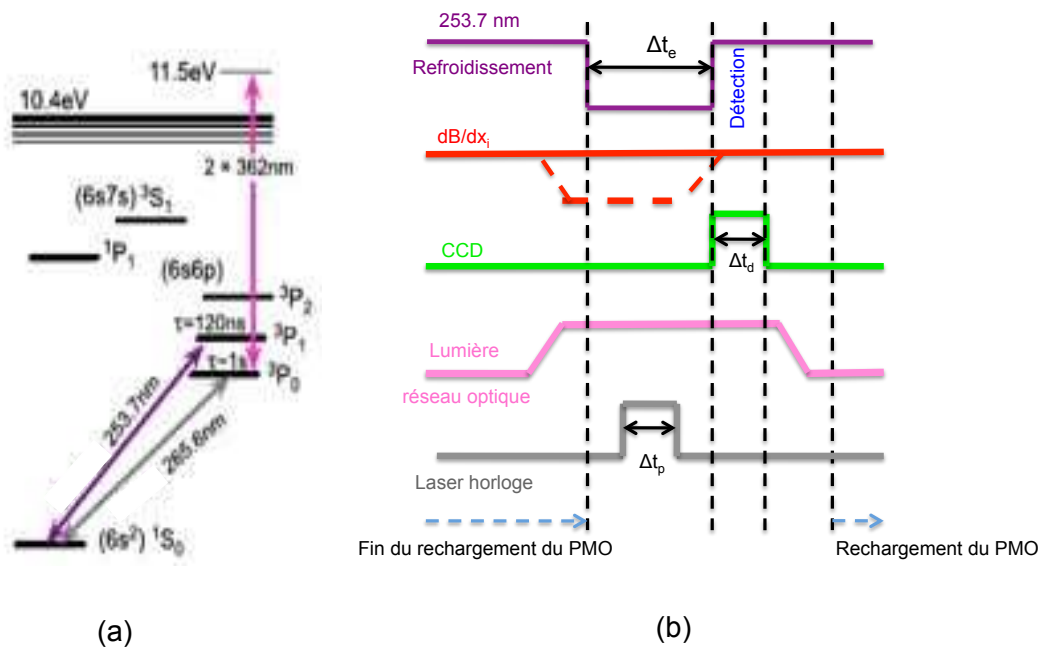 11.5eV
10.4eV
2 * 362nm
(6s7s) ³S₁
¹P₁
(6s6p)
³P₂
τ=120ns
³P₁
τ~1s
³P₀
253.7nm
265.6nm
(6s²) ¹S₀
(a)
253.7 nm
Δtₑ
Refroidissement
Détection
dB/dxᵢ
CCD
Δt_d
Lumière
réseau optique
Δtₚ
Laser horloge
Fin du rechargement du PMO
Rechargement du PMO
(b)